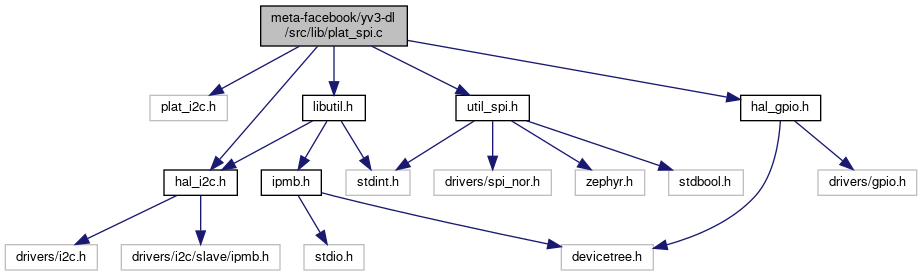 meta-facebook/yv3-dl
/src/lib/plat_spi.c
plat_i2c.h
libutil.h
util_spi.h
hal_gpio.h
hal_i2c.h
ipmb.h
stdint.h
drivers/spi_nor.h
zephyr.h
stdbool.h
drivers/gpio.h
drivers/i2c.h
drivers/i2c/slave/ipmb.h
stdio.h
devicetree.h